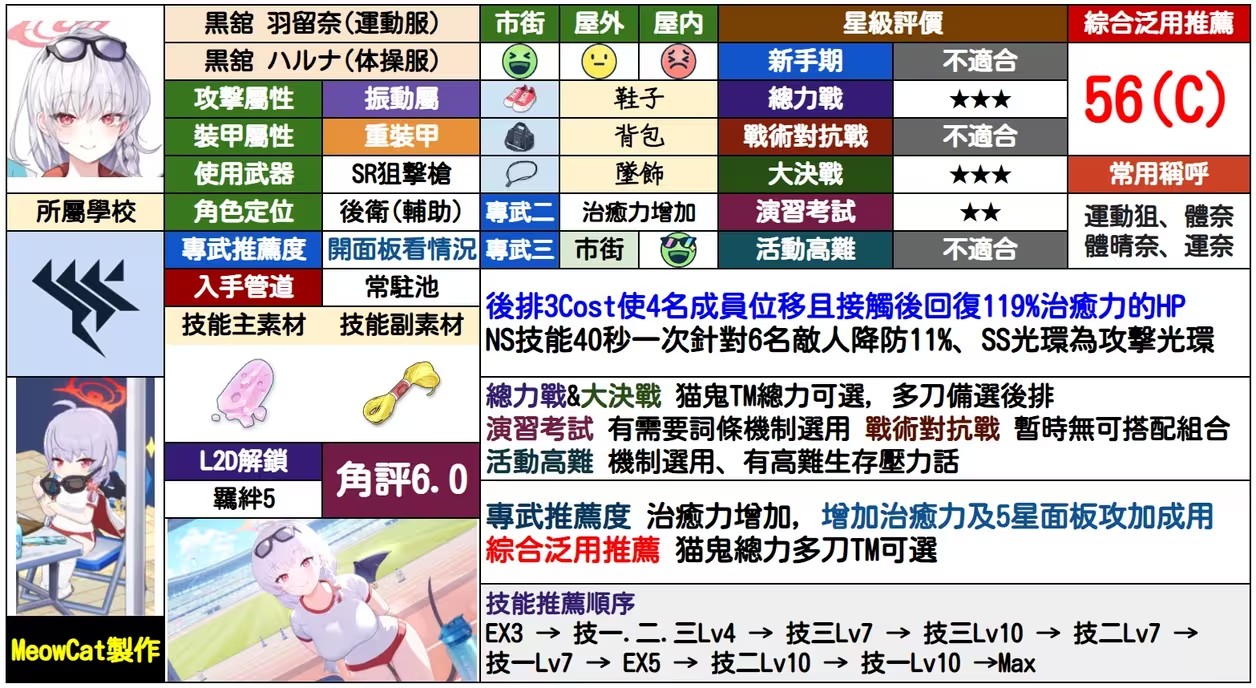 黒舘 羽留奈(運動服)
黒舘 ハルナ(体操服)
攻擊屬性 振動屬
裝甲屬性 重裝甲
使用武器 SR狙擊槍
所屬學校 角色定位 後衛(輔助)
專武推薦度 開面板看情況
入手管道 常駐池
技能主素材 技能副素材
L2D解鎖
羈絆5
角評6.0
MeowCat製作
市街 屋外 屋内
鞋子
背包
墜飾
專武二 治癒力增加
專武三 市街
星級評價
新手期 不適合
總力戰 ★★★
戰術對抗戰 不適合
大決戰 ★★★
演習考試 ★★
活動高難 不適合
綜合泛用推薦
56(C)
常用稱呼
運動狙、體奈
體晴奈、運奈
後排3Cost使4名成員位移且接觸後回復119%治癒力的HP
NS技能40秒一次針對6名敵人降防11%、SS光環為攻擊光環
總力戰&大決戰 猫鬼TM總力可選, 多刀備選後排
演習考試 有需要詞條機制選用 戰術對抗戰 暫時無可搭配組合
活動高難 機制選用、有高難生存壓力話
專武推薦度 治癒力增加, 增加治癒力及5星面板攻加成用
綜合泛用推薦 猫鬼總力多刀TM可選
技能推薦順序
EX3 → 技一.二.三Lv4 → 技三Lv7 → 技三Lv10 → 技二Lv7 →
技一Lv7 → EX5 → 技二Lv10 → 技一Lv10 →Max